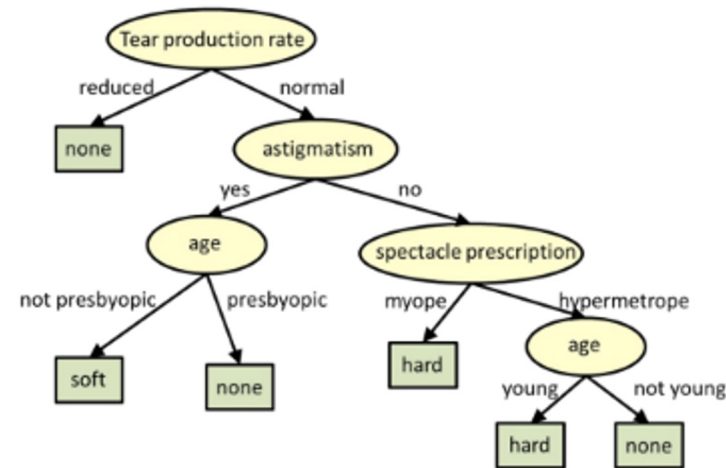 Tear production rate
reduced
normal
none
astigmatism
yes
no
age
spectacle prescription
not presbyopic
presbyopic
myope
hypermetrope
soft
none
hard
age
young
not young
hard
none